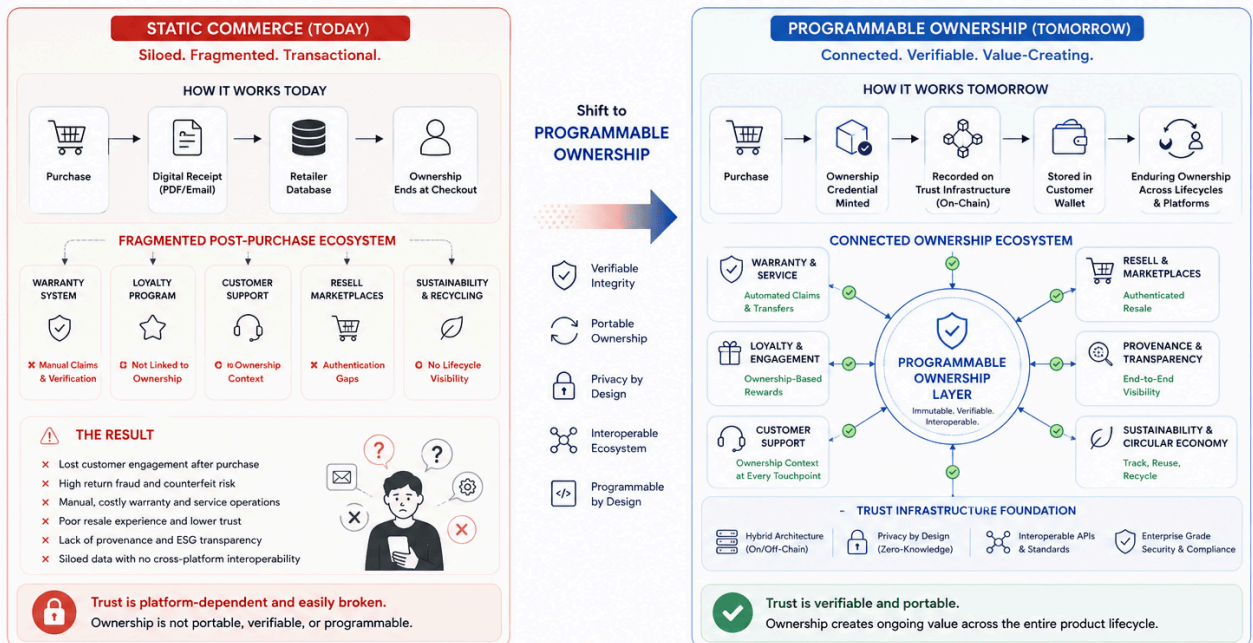 STATIC COMMERCE (TODAY)
Siloed. Fragmented. Transactional.
HOW IT WORKS TODAY
Purchase
Digital Receipt
(PDF/Email)
Retailer
Database
Ownership
Ends at Checkout
FRAGMENTED POST-PURCHASE ECOSYSTEM
WARRANTY
SYSTEM
Manual Claims
& Verification
LOYALTY
PROGRAM
Not Linked to
Ownership
CUSTOMER
SUPPORT
Ownership
Context
RESELL
MARKETPLACES
Authentication
Gaps
SUSTAINABILITY
& RECYCLING
No Lifecycle
Visibility
THE RESULT
Lost customer engagement after purchase
High return fraud and counterfeit risk
Manual, costly warranty and service operations
Poor resale experience and lower trust
Lack of provenance and ESG transparency
Siloed data with no cross-platform interoperability
Trust is platform-dependent and easily broken.
Ownership is not portable, verifiable, or programmable.
Shift to
PROGRAMMABLE
OWNERSHIP
Verifiable
Integrity
Portable
Ownership
Privacy by
Design
Interoperable
Ecosystem
Programmable
by Design
PROGRAMMABLE OWNERSHIP (TOMORROW)
Connected. Verifiable. Value-Creating.
HOW IT WORKS TOMORROW
Purchase
Ownership
Credential
Minted
Recorded on
Trust Infrastructure
(On-Chain)
Stored in
Customer
Wallet
Enduring Ownership
Across Lifecycles
& Platforms
CONNECTED OWNERSHIP ECOSYSTEM
WARRANTY &
SERVICE
Automated Claims
& Transfers
LOYALTY &
ENGAGEMENT
Ownership-Based
Rewards
CUSTOMER
SUPPORT
Ownership Context
at Every Touchpoint
PROGRAMMABLE
OWNERSHIP
LAYER
Immutable. Verifiable.
Interoperable.
RESELL &
MARKETPLACES
Authenticated
Resale
PROVENANCE &
TRANSPARENCY
End-to-End
Visibility
SUSTAINABILITY &
CIRCULAR ECONOMY
Track, Reuse,
Recycle
- TRUST INFRASTRUCTURE FOUNDATION
Hybrid Architecture
(On/Off-Chain)
Privacy by Design
(Zero-Knowledge)
Interoperable APIs
& Standards
Enterprise Grade
Security & Compliance
Trust is verifiable and portable.
Ownership creates ongoing value across the entire product lifecycle.